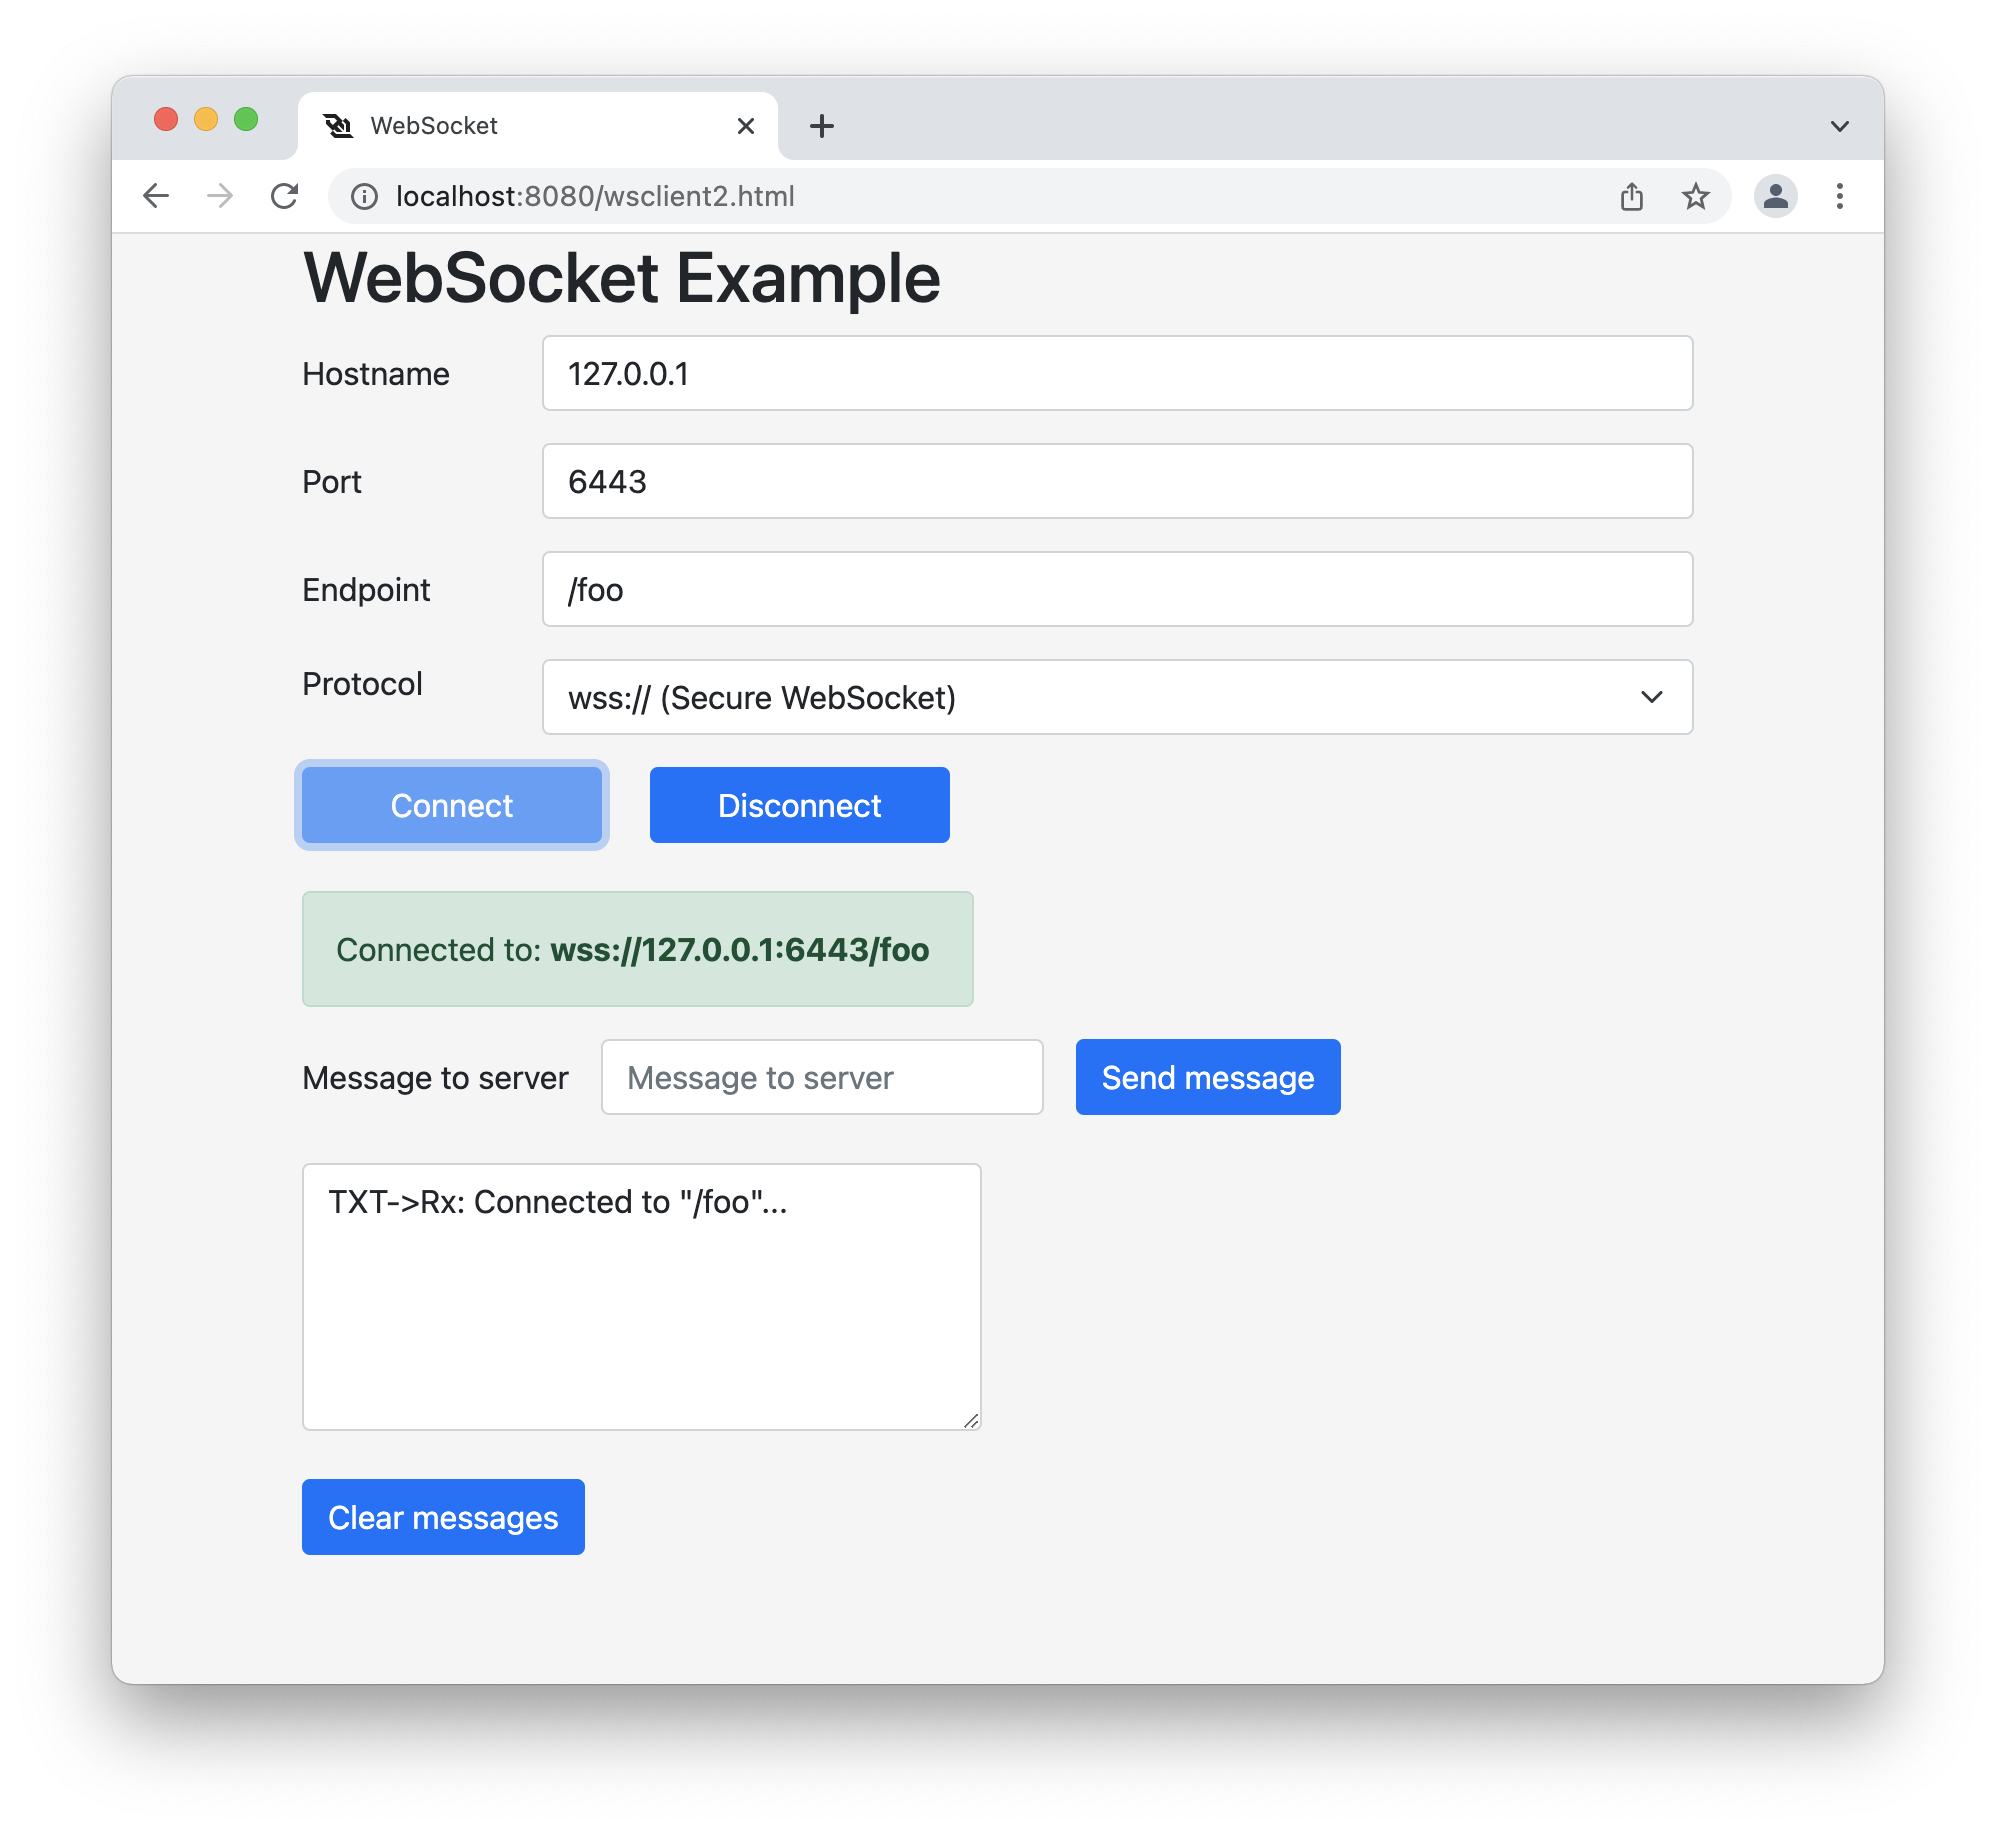 WebSocket
localhost:8080/wsclient2.html
WebSocket Example
Hostname 127.0.0.1
Port 6443
Endpoint /foo
Protocol wss:// (Secure WebSocket)
Connect Disconnect
Connected to: wss://127.0.0.1:6443/foo
Message to server Message to server Send message
TXT->Rx: Connected to "/foo"...
Clear messages